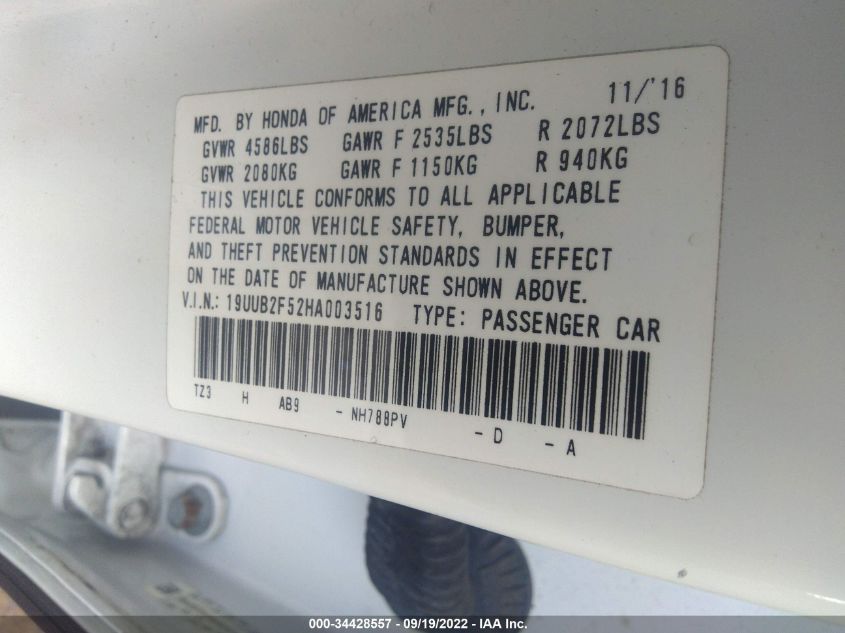 11/'16
MFD. BY HONDA OF AMERICA MFG., INC.
GVWR 4586LBS GAWR F 2535LBS R 2072LBS
GVWR 2080KG GAWR F 1150KG R 940KG
THIS VEHICLE CONFORMS TO ALL APPLICABLE
FEDERAL MOTOR VEHICLE SAFETY, BUMPER,
AND THEFT PREVENTION STANDARDS IN EFFECT
ON THE DATE OF MANUFACTURE SHOWN ABOVE.
V.I.N.: 19UUB2F52HA003516 TYPE: PASSENGER CAR
TZ3 H AB9 - NH788PV - D - A
000-34428557 - 09/19/2022 - IAA Inc.